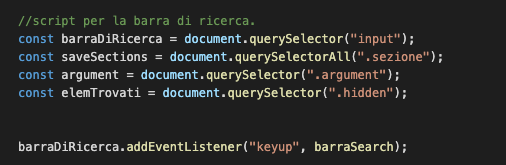 //script per la barra di ricerca.
const barraDiRicerca = document.querySelector("input");
const saveSections = document.querySelectorAll(".sezione");
const argument = document.querySelector(".argument");
const elemTrovati = document.querySelector(".hidden");
barraDiRicerca.addEventListener("keyup", barraSearch);